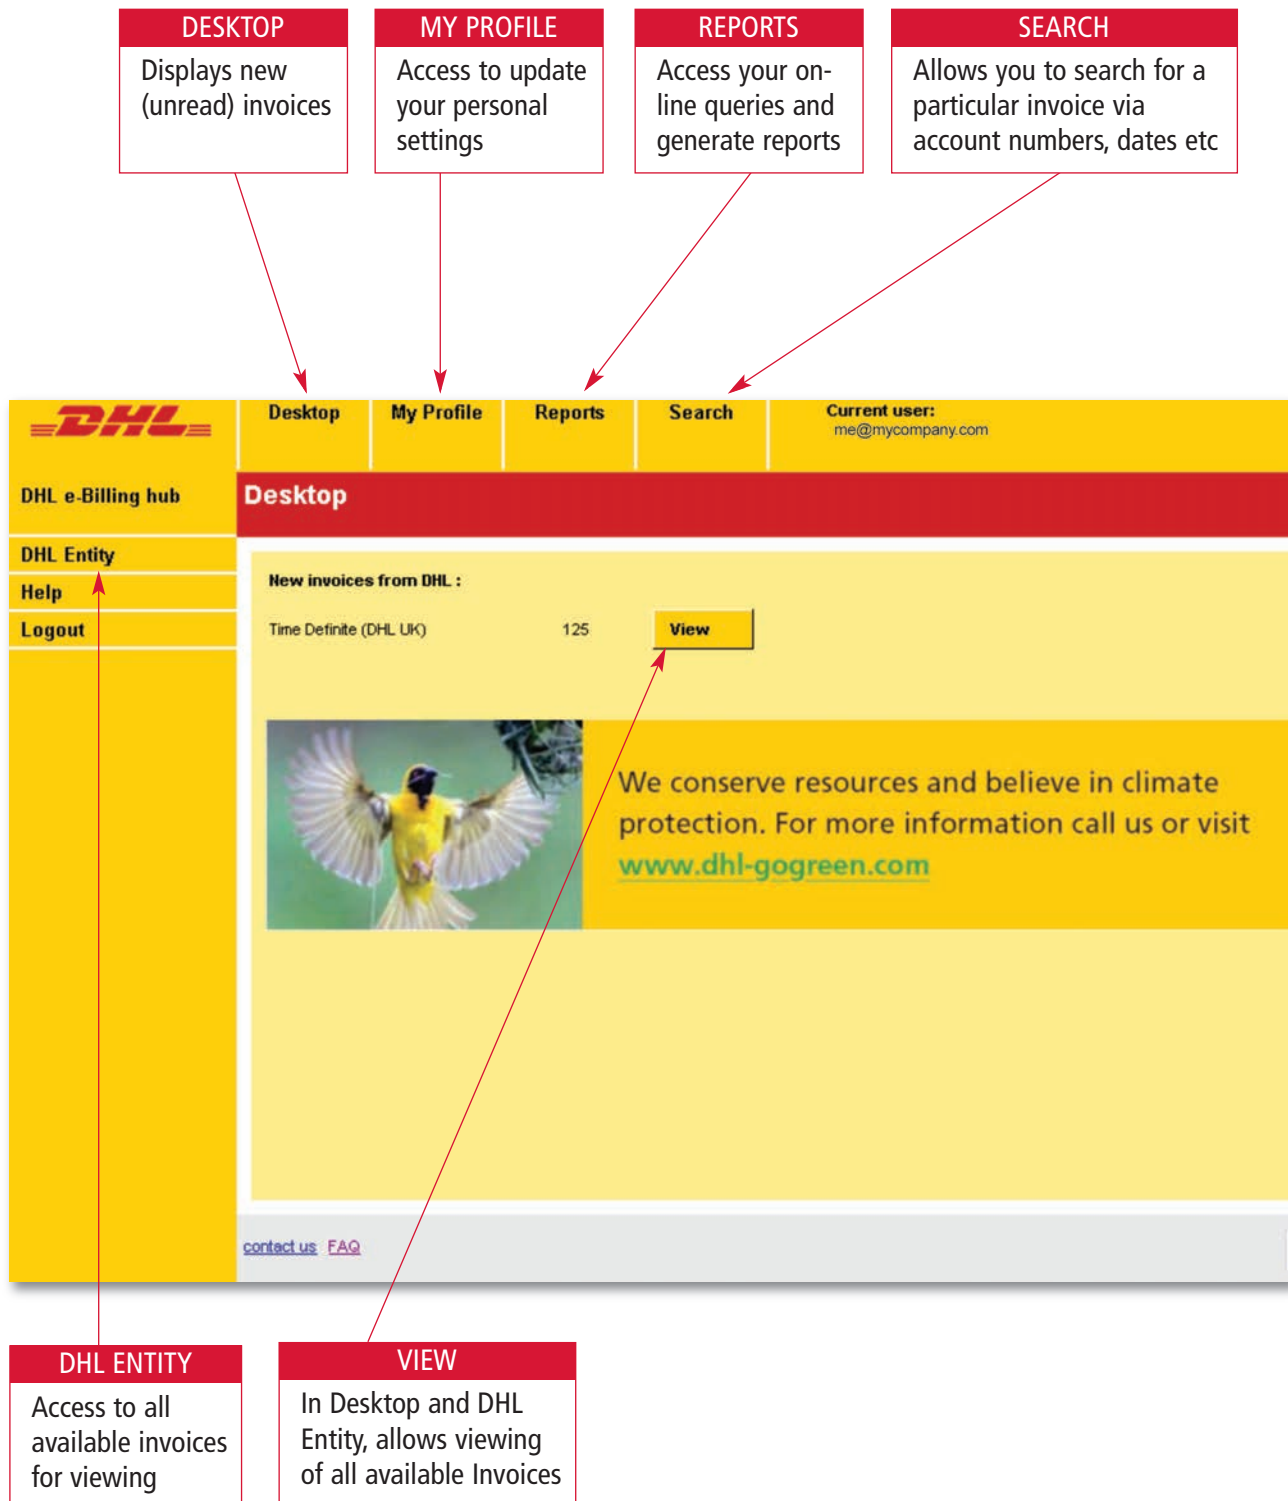 DESKTOP
Displays new
(unread) invoices
MY PROFILE
Access to update
your personal
settings
REPORTS
Access your on-
line queries and
generate reports
SEARCH
Allows you to search for a
particular invoice via
account numbers, dates etc
DHL
Desktop
My Profile
Reports
Search
Current user:
me@mycompany.com
DHL e-Billing hub
Desktop
DHL Entity
Help
Logout
New invoices from DHL :
Time Definite (DHL UK) 125 View
We conserve resources and believe in climate
protection. For more information call us or visit
www.dhl-gogreen.com
contact us FAQ
DHL ENTITY
Access to all
available invoices
for viewing
VIEW
In Desktop and DHL
Entity, allows viewing
of all available Invoices